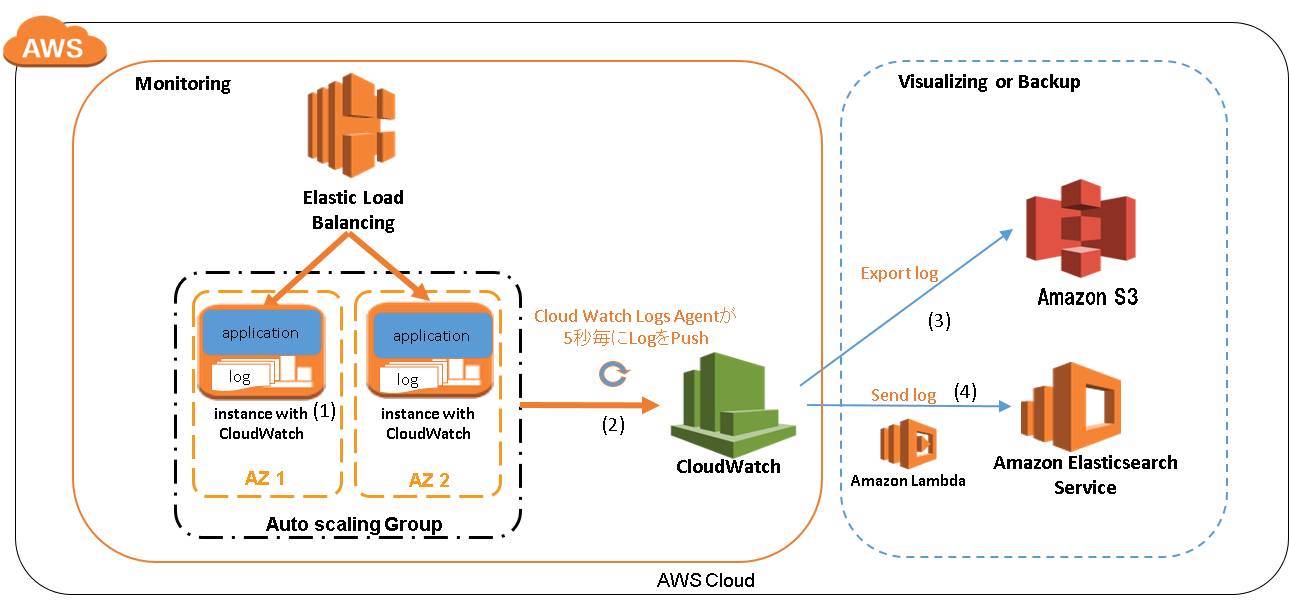 AWS
Monitoring
Visualizing or Backup
Elastic Load
Balancing
application
log
instance with
CloudWatch
(1)
AZ 1
application
log
instance with
CloudWatch
AZ 2
Auto scaling Group
Cloud Watch Logs Agentが
5秒毎にLogをPush
(2)
CloudWatch
Export log
(3)
Amazon S3
Send log
(4)
Amazon Lambda
Amazon Elasticsearch
Service
AWS Cloud